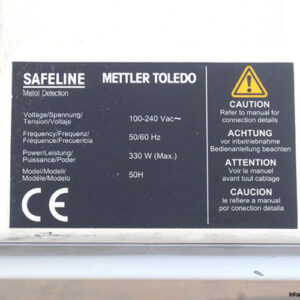 SAFELINE METTLER TOLEDO
Metal Detection
Voltage/Spannung/
Tension/Voltaje
100-240 Vac~
Frequency/Frequenz/
Fréquence/Frecuentia
50/60 Hz
Power/Leistung/
Puissance/Poder
330 W (Max.)
Model/Modell/
Modèle/Modelo
50H
CE
CAUTION
Refer to manual for
connection details
ACHTUNG
vor inbetriebnahme
Bedieanleitung beachten
ATTENTION
Voir le manuel
avant tout cablage
CAUCION
le refiere a manual
por conection details